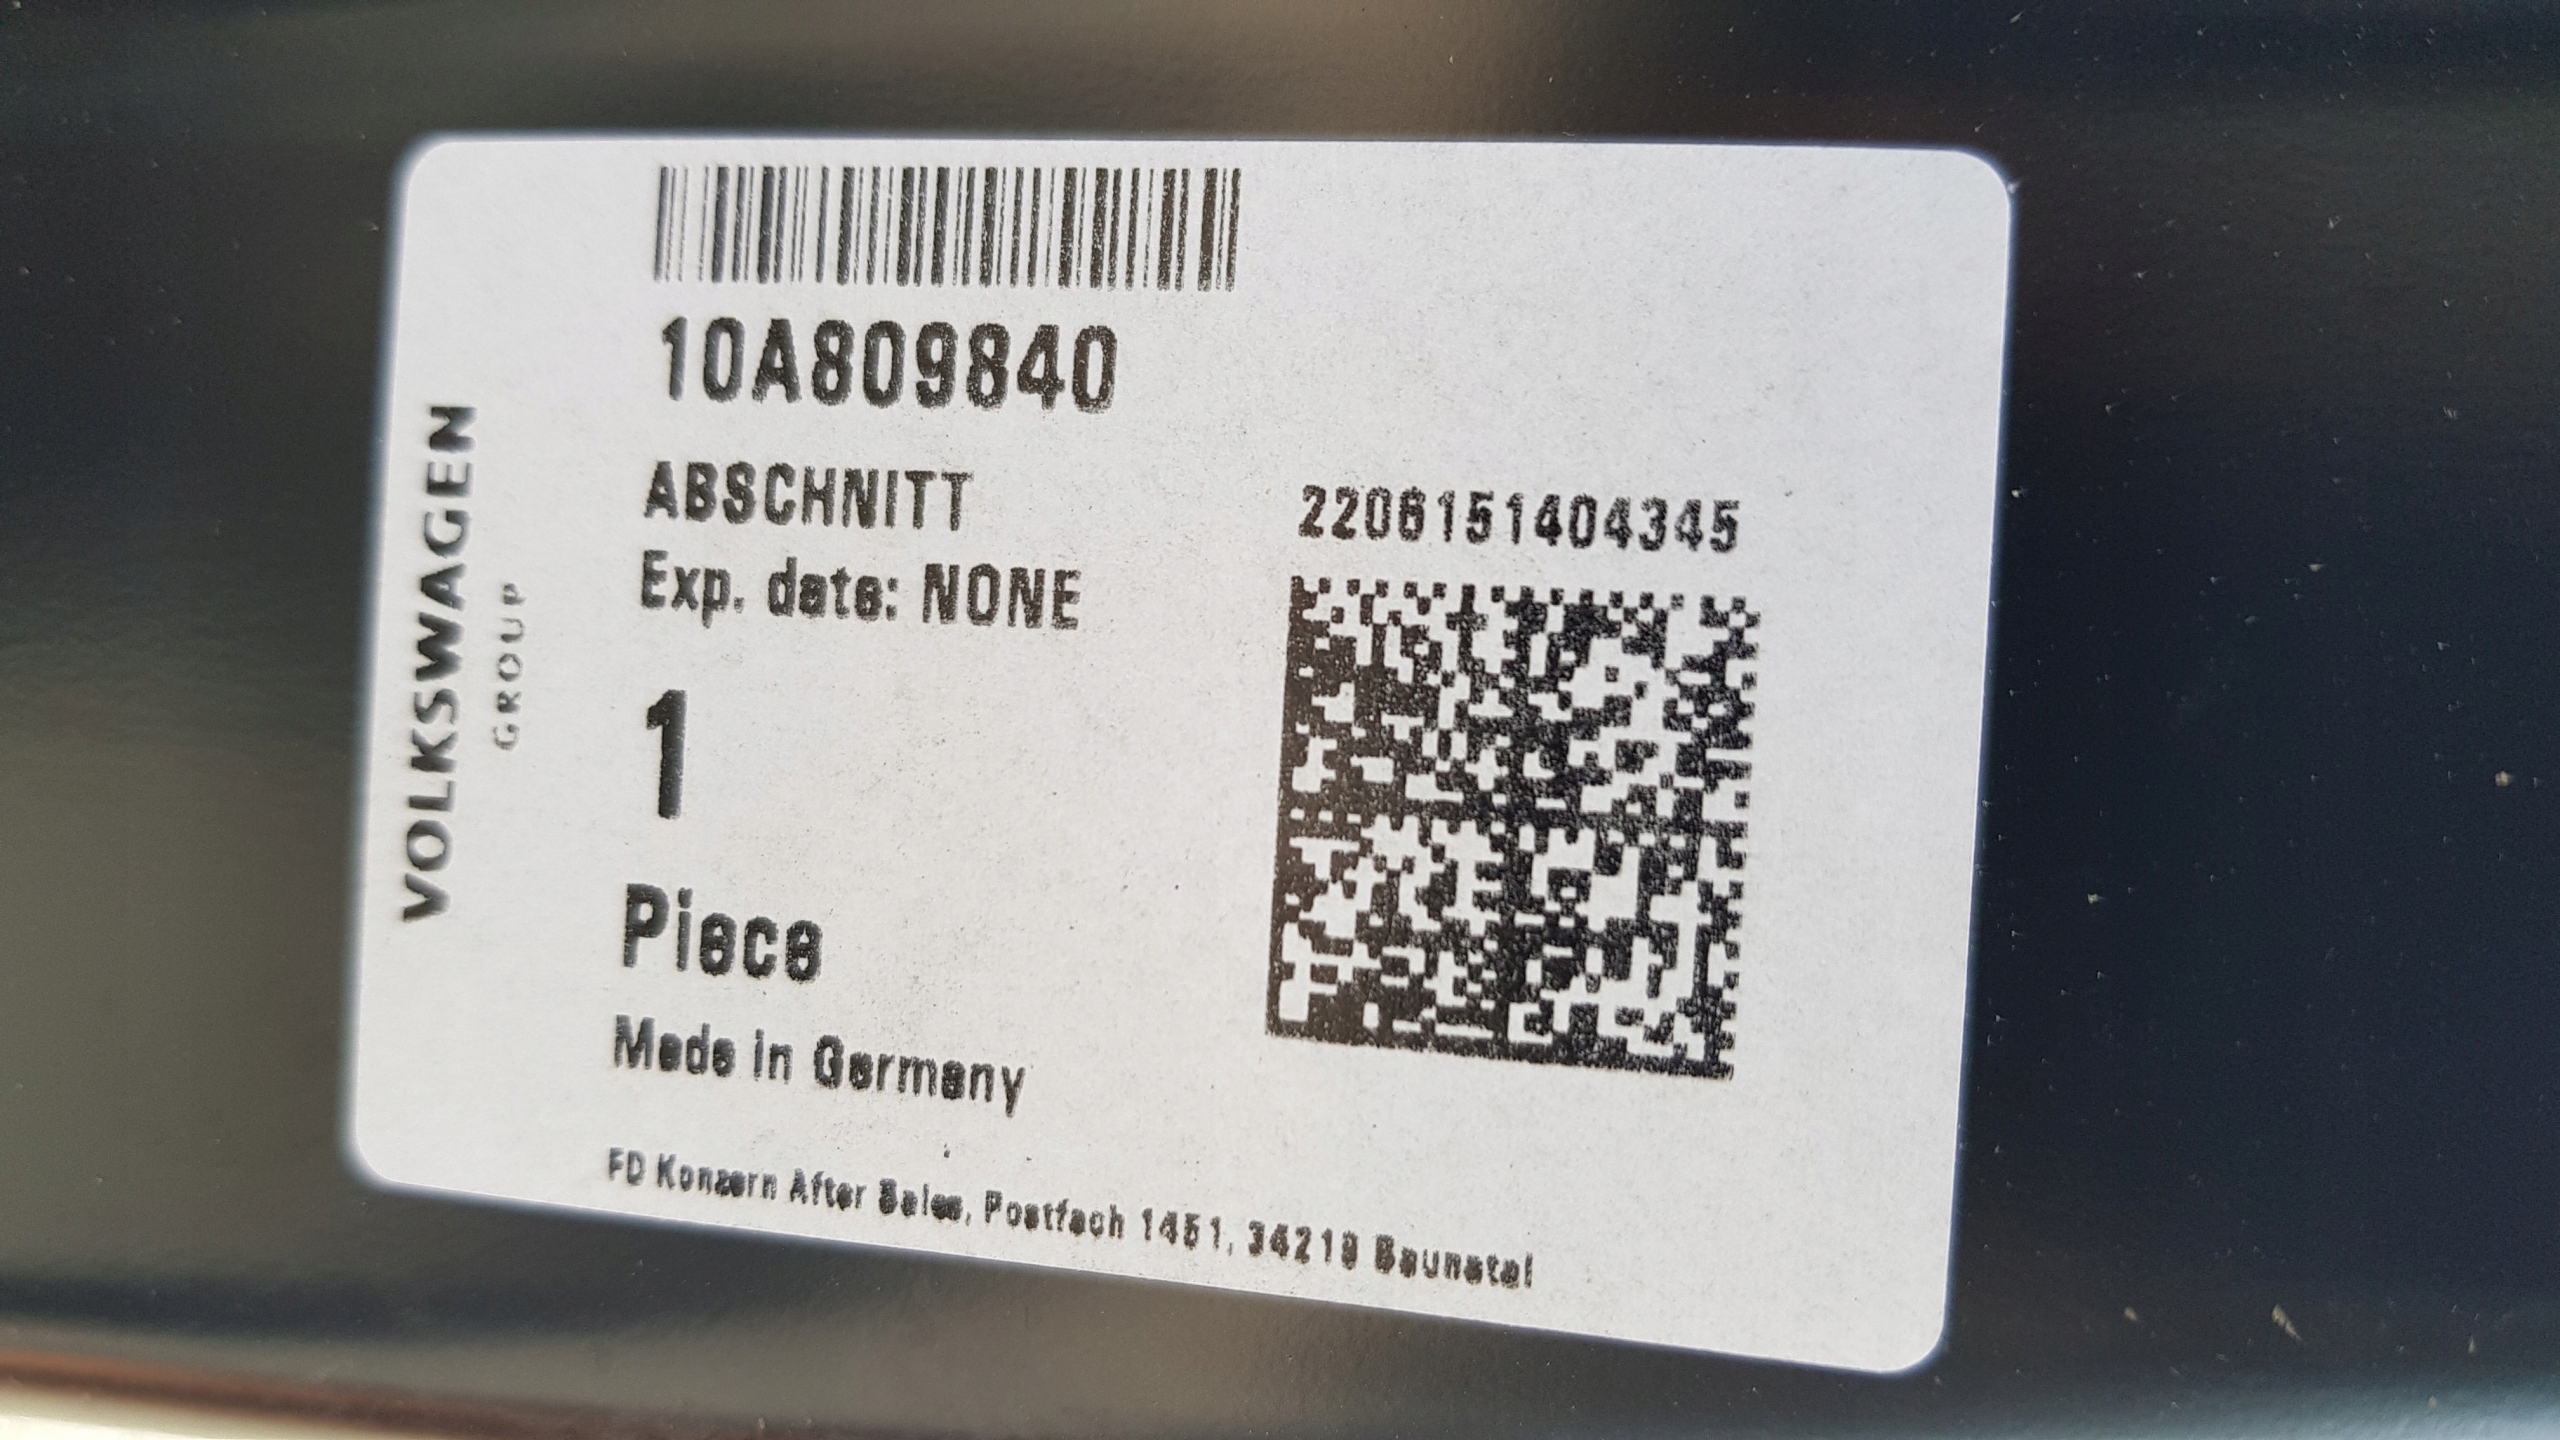 VOLKSWAGEN
GROUP
10A809840
ABSCHNITT
Exp. date: NONE
1
Piece
Made in Germany
2206151404345
FD Konzern After Sales, Postfach 1451, 34219 Baunatal